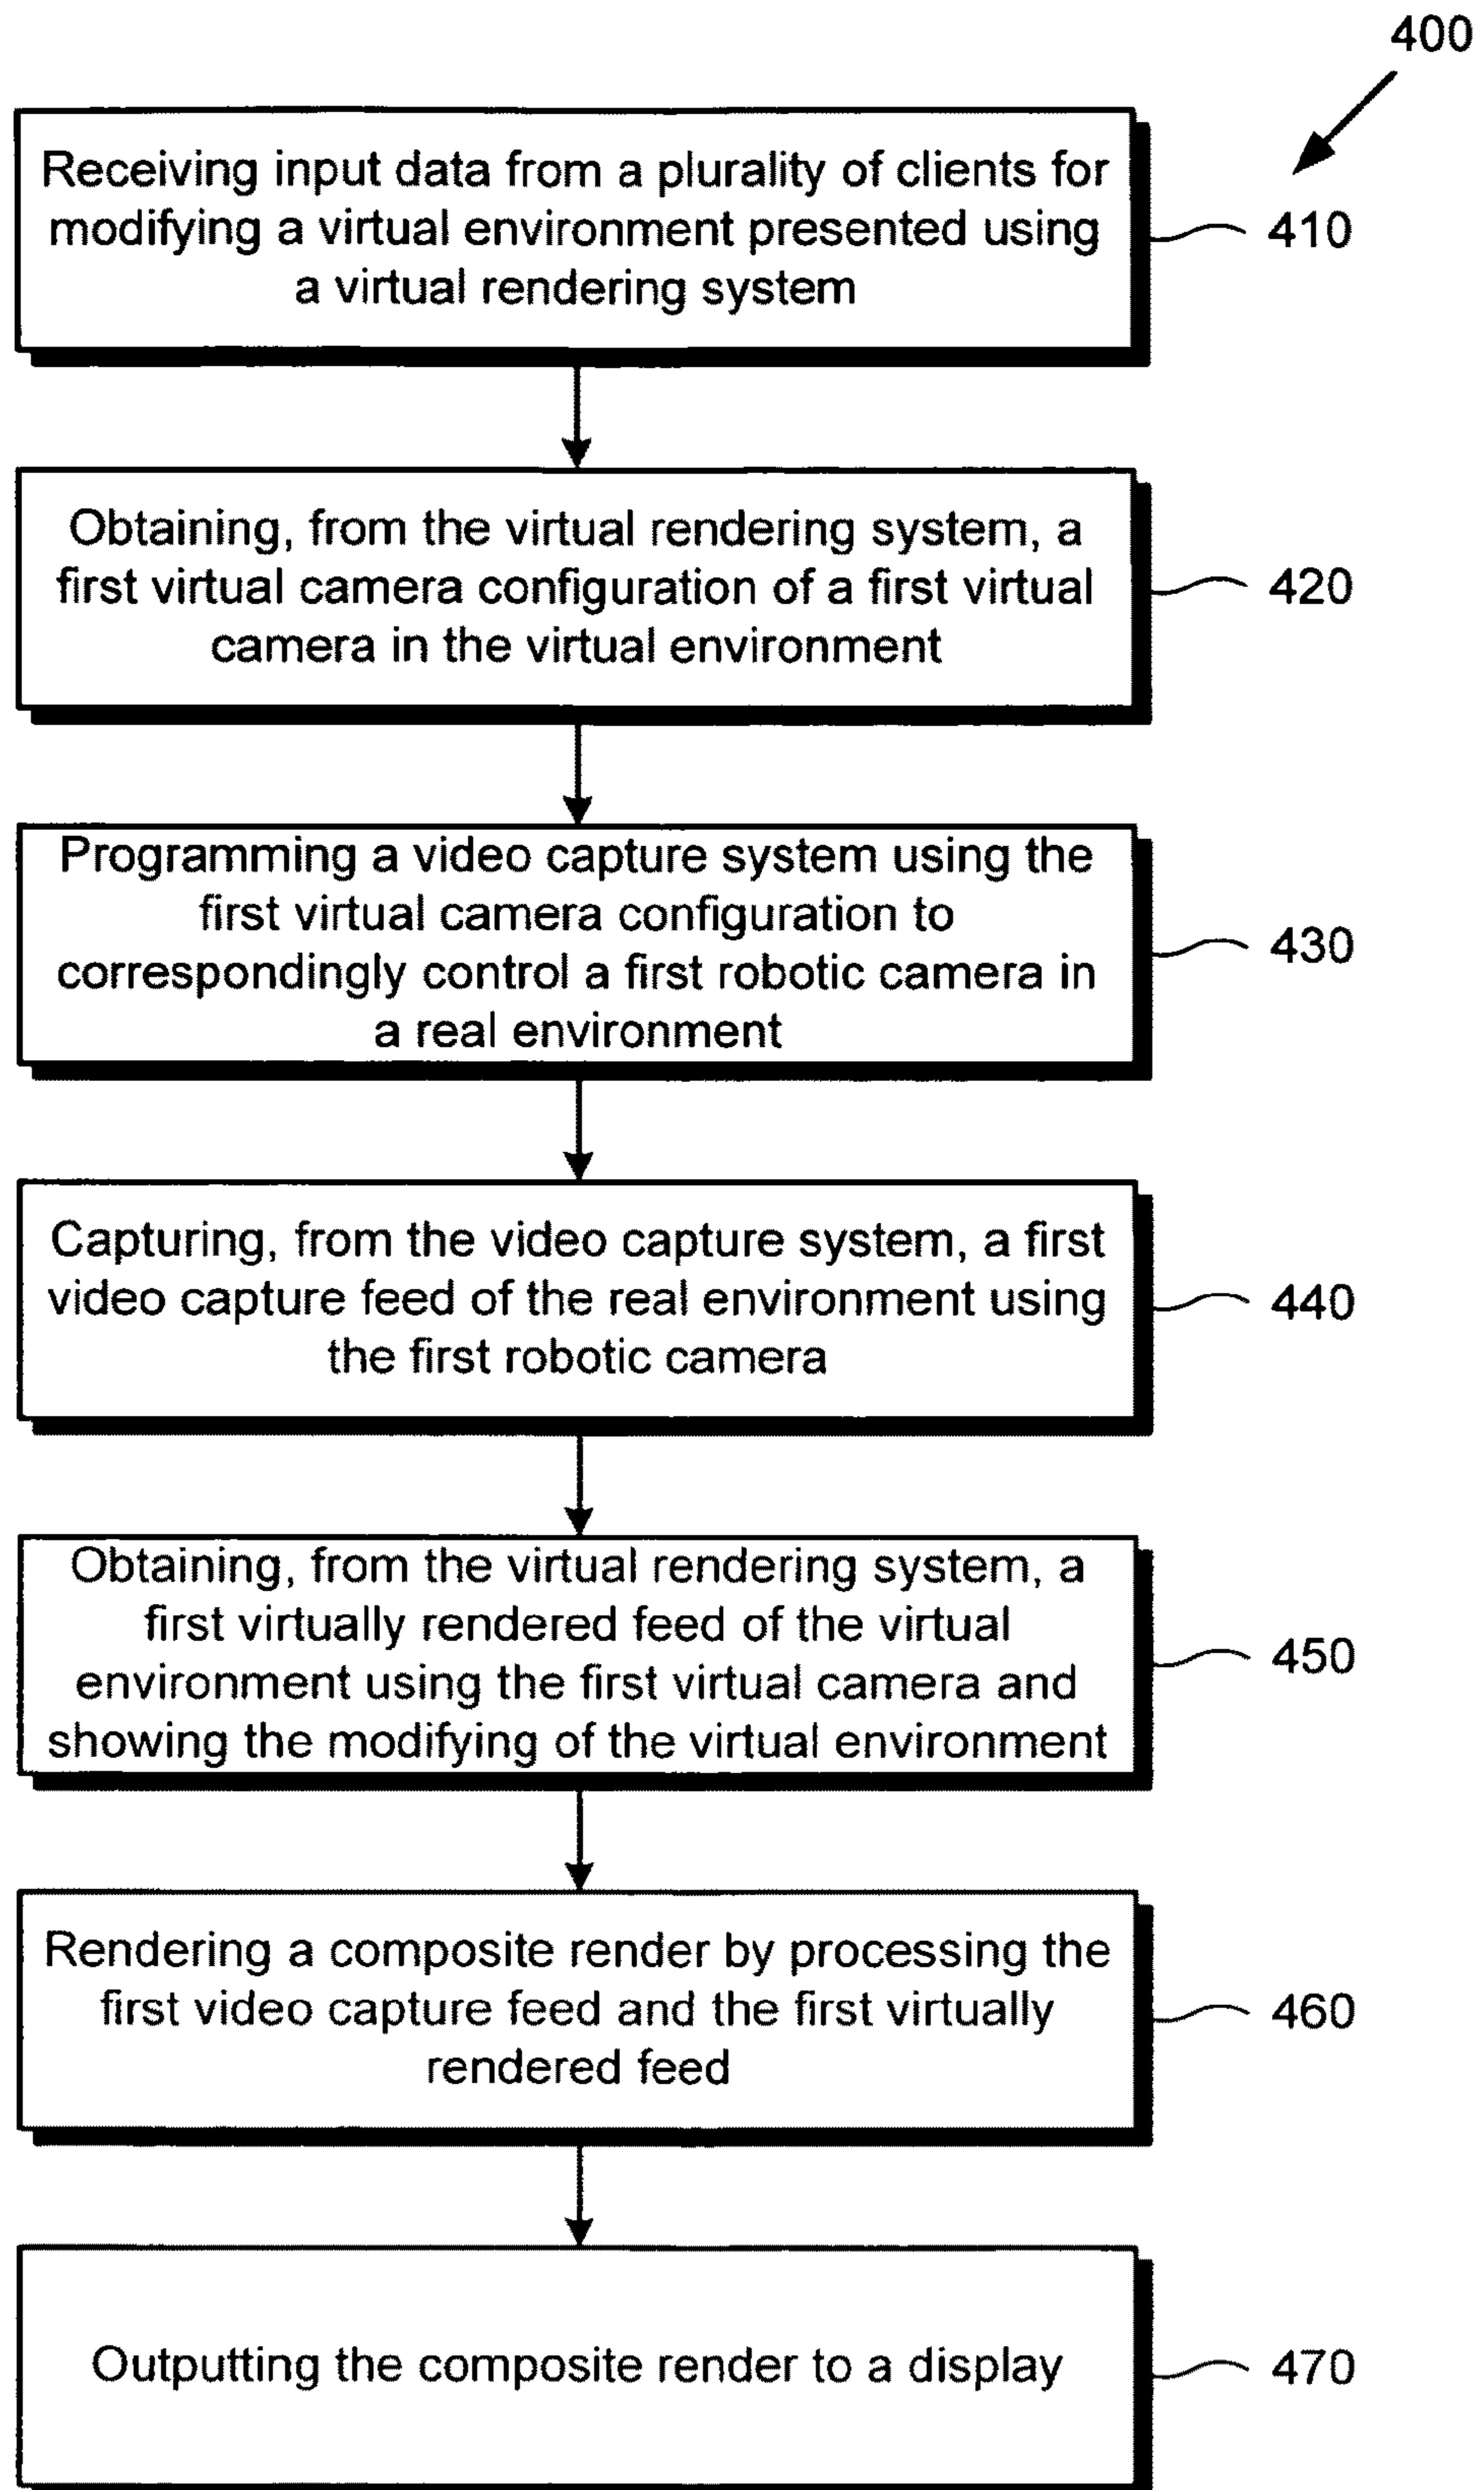 400
Receiving input data from a plurality of clients for
modifying a virtual environment presented using
a virtual rendering system
410
Obtaining, from the virtual rendering system, a
first virtual camera configuration of a first virtual
camera in the virtual environment
420
Programming a video capture system using the
first virtual camera configuration to
correspondingly control a first robotic camera in
a real environment
430
Capturing, from the video capture system, a first
video capture feed of the real environment using
the first robotic camera
440
Obtaining, from the virtual rendering system, a
first virtually rendered feed of the virtual
environment using the first virtual camera and
showing the modifying of the virtual environment
450
Rendering a composite render by processing the
first video capture feed and the first virtually
rendered feed
460
Outputting the composite render to a display
470